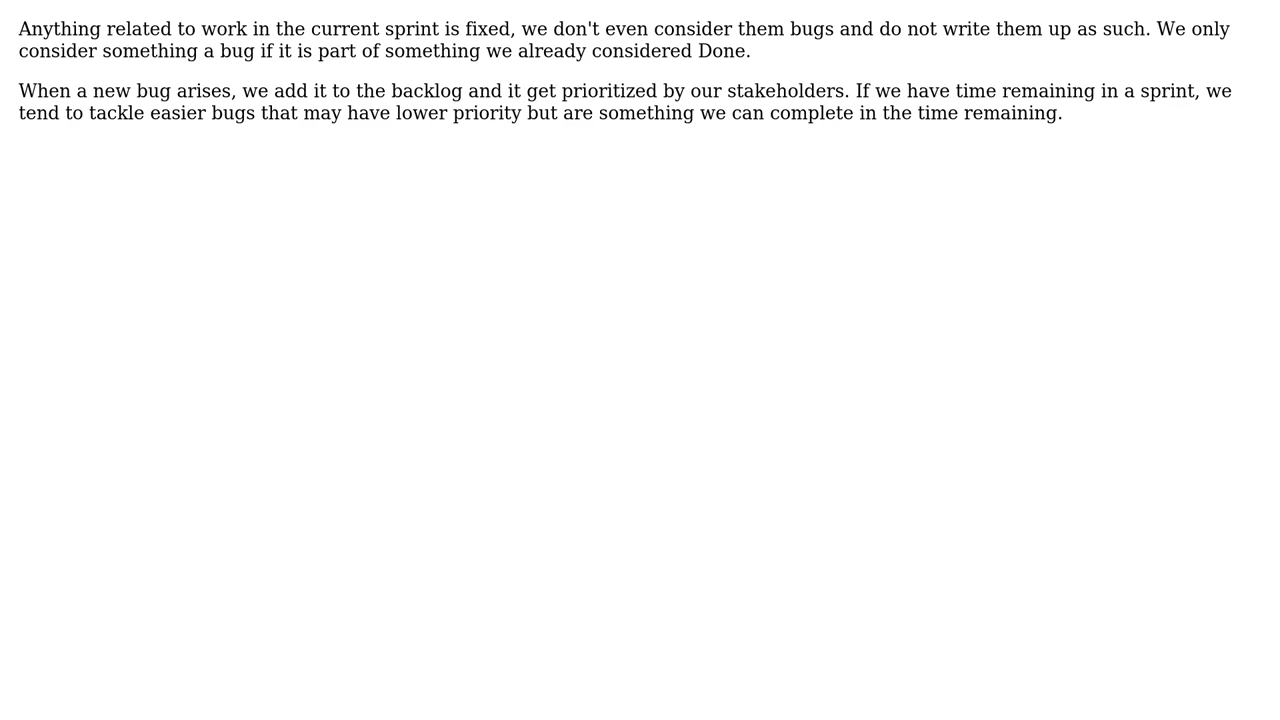 Anything related to work in the current sprint is fixed, we don't even consider them bugs and do not write them up as such. We only
consider something a bug if it is part of something we already considered Done.
When a new bug arises, we add it to the backlog and it get prioritized by our stakeholders. If we have time remaining in a sprint, we
tend to tackle easier bugs that may have lower priority but are something we can complete in the time remaining.